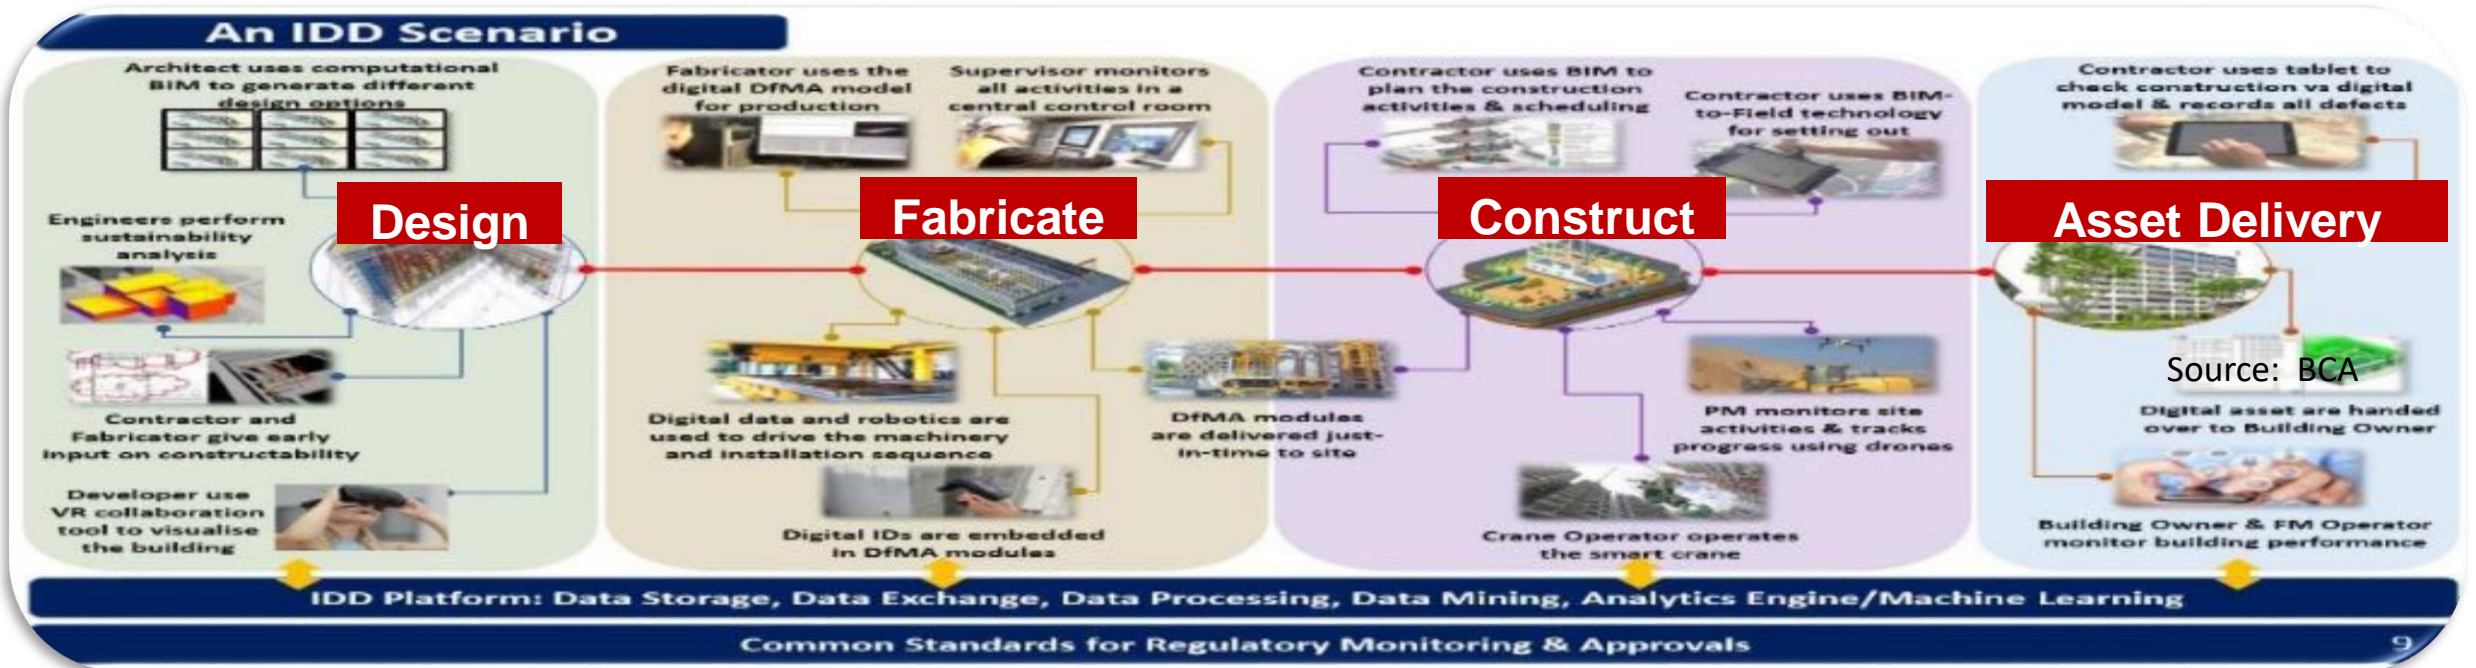 An IDD Scenario
Architect uses computational
BIM to generate different
design options
Design
Engineers perform
sustainability
analysis
Contractor and
Fabricator give early
input on constructability
Developer use
VR collaboration
tool to visualise
the building
Fabricator uses the
digital DfMA model
for production
Supervisor monitors
all activities in a
central control room
Fabricate
Digital data and robotics are
used to drive the machinery
and installation sequence
Digital IDs are embedded
in DfMA modules
DfMA modules
are delivered just-
in-time to site
Contractor uses BIM to
plan the construction
activities & scheduling
Contractor uses BIM-
to-Field technology
for setting out
Construct
PM monitors site
activities & tracks
progress using drones
Crane Operator operates
the smart crane
Contractor uses tablet to
check construction vs digital
model & records all defects
Asset Delivery
Source: BCA
Digital asset are handed
over to Building Owner
Building Owner & FM Operator
monitor building performance
IDD Platform: Data Storage, Data Exchange, Data Processing, Data Mining, Analytics Engine/Machine Learning
Common Standards for Regulatory Monitoring & Approvals
9